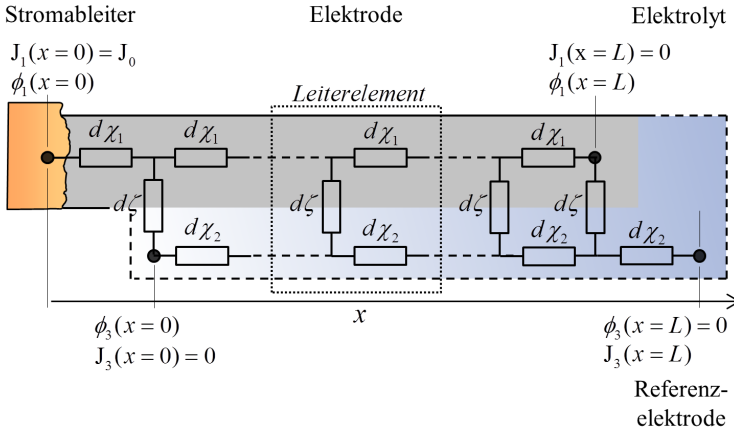 Stromableiter
Elektrode
Elektrolyt
J₁(x = 0) = J₀
ϕ₁(x = 0)
J₁(x = L) = 0
ϕ₁(x = L)
Leiterelement
dχ₁
dχ₁
dχ₁
dχ₁
dζ
dζ
dζ
dζ
dχ₂
dχ₂
dχ₂
dχ₂
x
ϕ₃(x = 0)
J₃(x = 0) = 0
ϕ₃(x = L) = 0
J₃(x = L)
Referenz-
elektrode